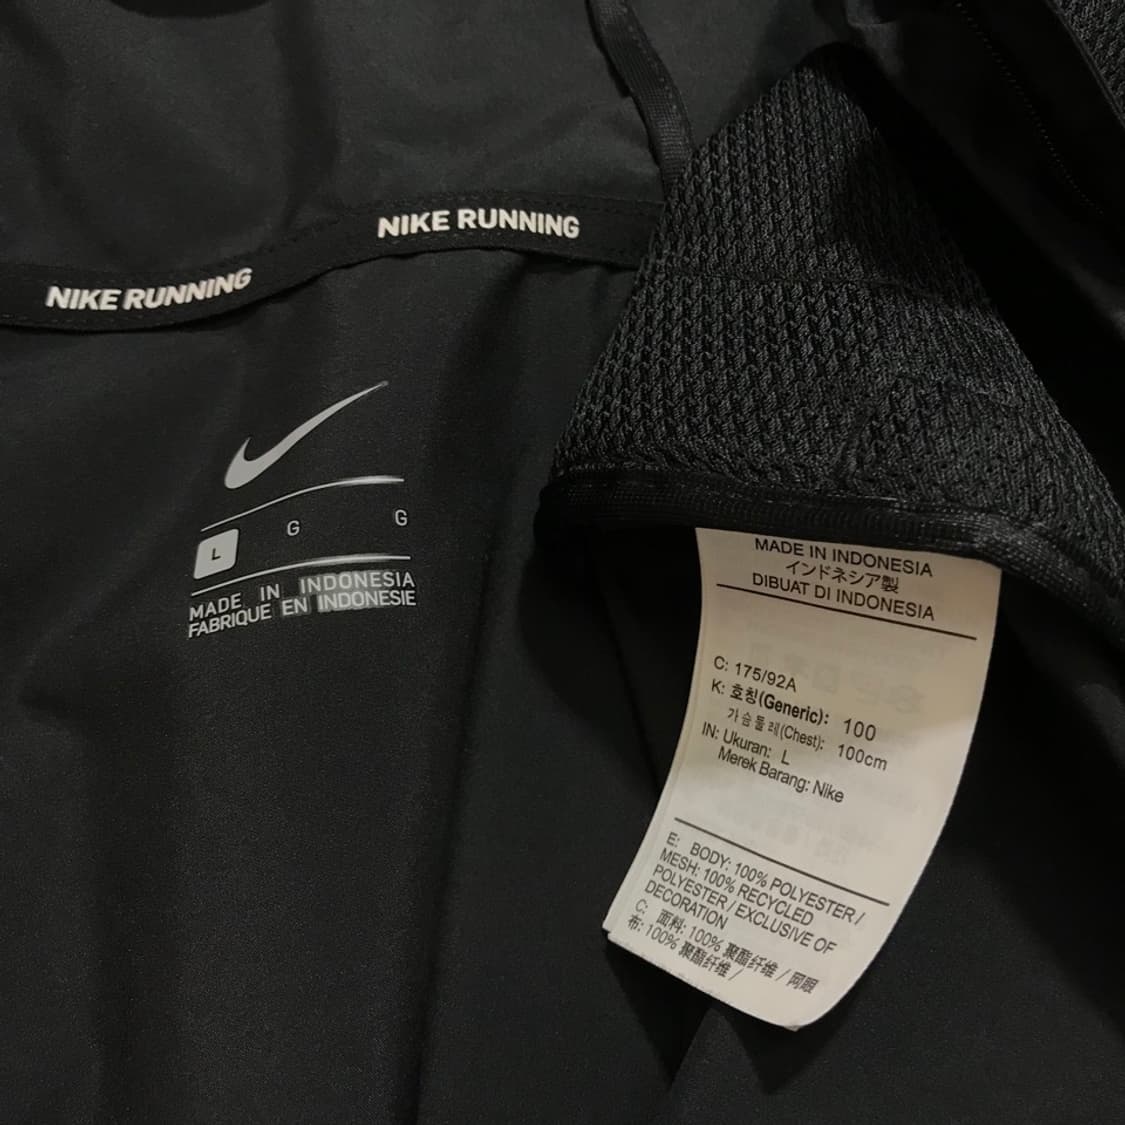 NIKE RUNNING
NIKE RUNNING
L G G
MADE IN INDONESIA
FABRIQUE EN INDONESIE
MADE IN INDONESIA
インドネシア製
DIBUAT DI INDONESIA
C: 175/92A
K: 호칭(Generic): 100
가슴둘레(Chest): 100cm
IN: Ukuran: L
Merek Barang: Nike
E: BODY: 100% POLYESTER /
MESH: 100% RECYCLED
POLYESTER / EXCLUSIVE OF
DECORATION
C: 面料: 100% 聚酯纤维 / 网眼
布: 100% 聚酯纤维 /